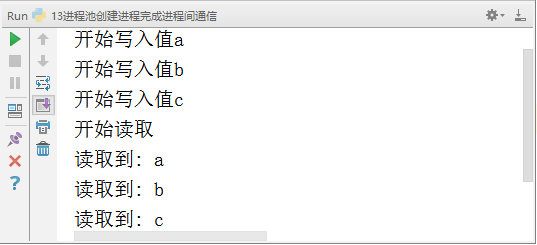 Run 13进程池创建进程完成进程间通信
开始写入值a
开始写入值b
开始写入值c
开始读取
读取到: a
读取到: b
读取到: c